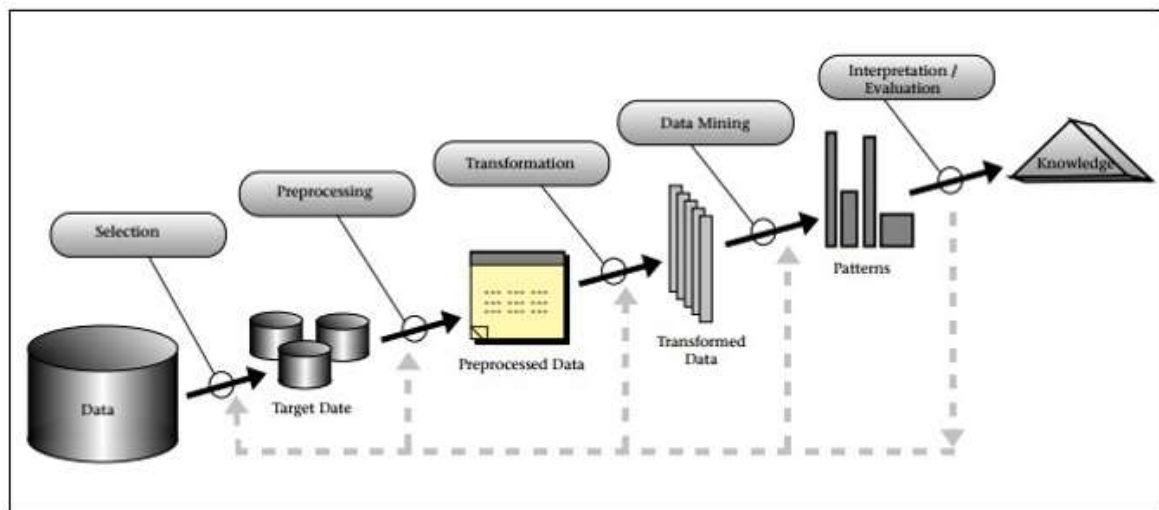 Interpretation /
Evaluation
Data Mining
Knowledge
Transformation
Preprocessing
Patterns
Selection
Transformed
Data
Preprocessed Data
Target Date
Data